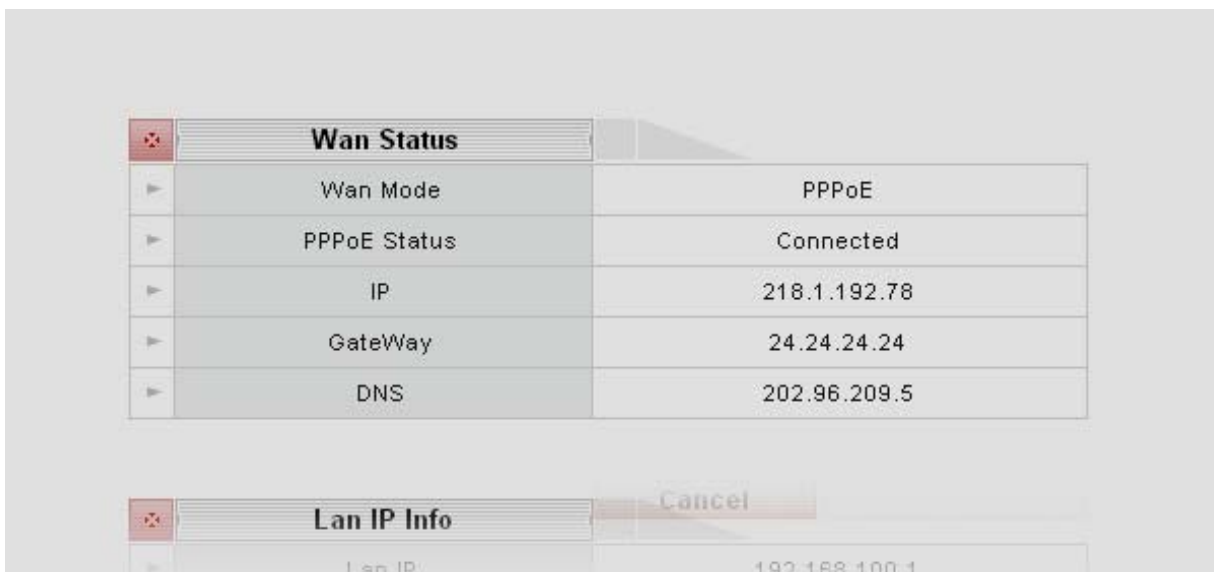 Wan Status
Wan Mode PPPoE
PPPoE Status Connected
IP 218.1.192.78
GateWay 24.24.24.24
DNS 202.96.209.5
Cancel
Lan IP Info
Lan IP 192.168.100.1